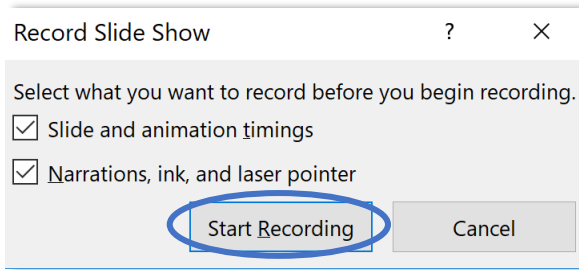 Record Slide Show ? ×
Select what you want to record before you begin recording.
Slide and animation timings
Narrations, ink, and laser pointer
Start Recording Cancel